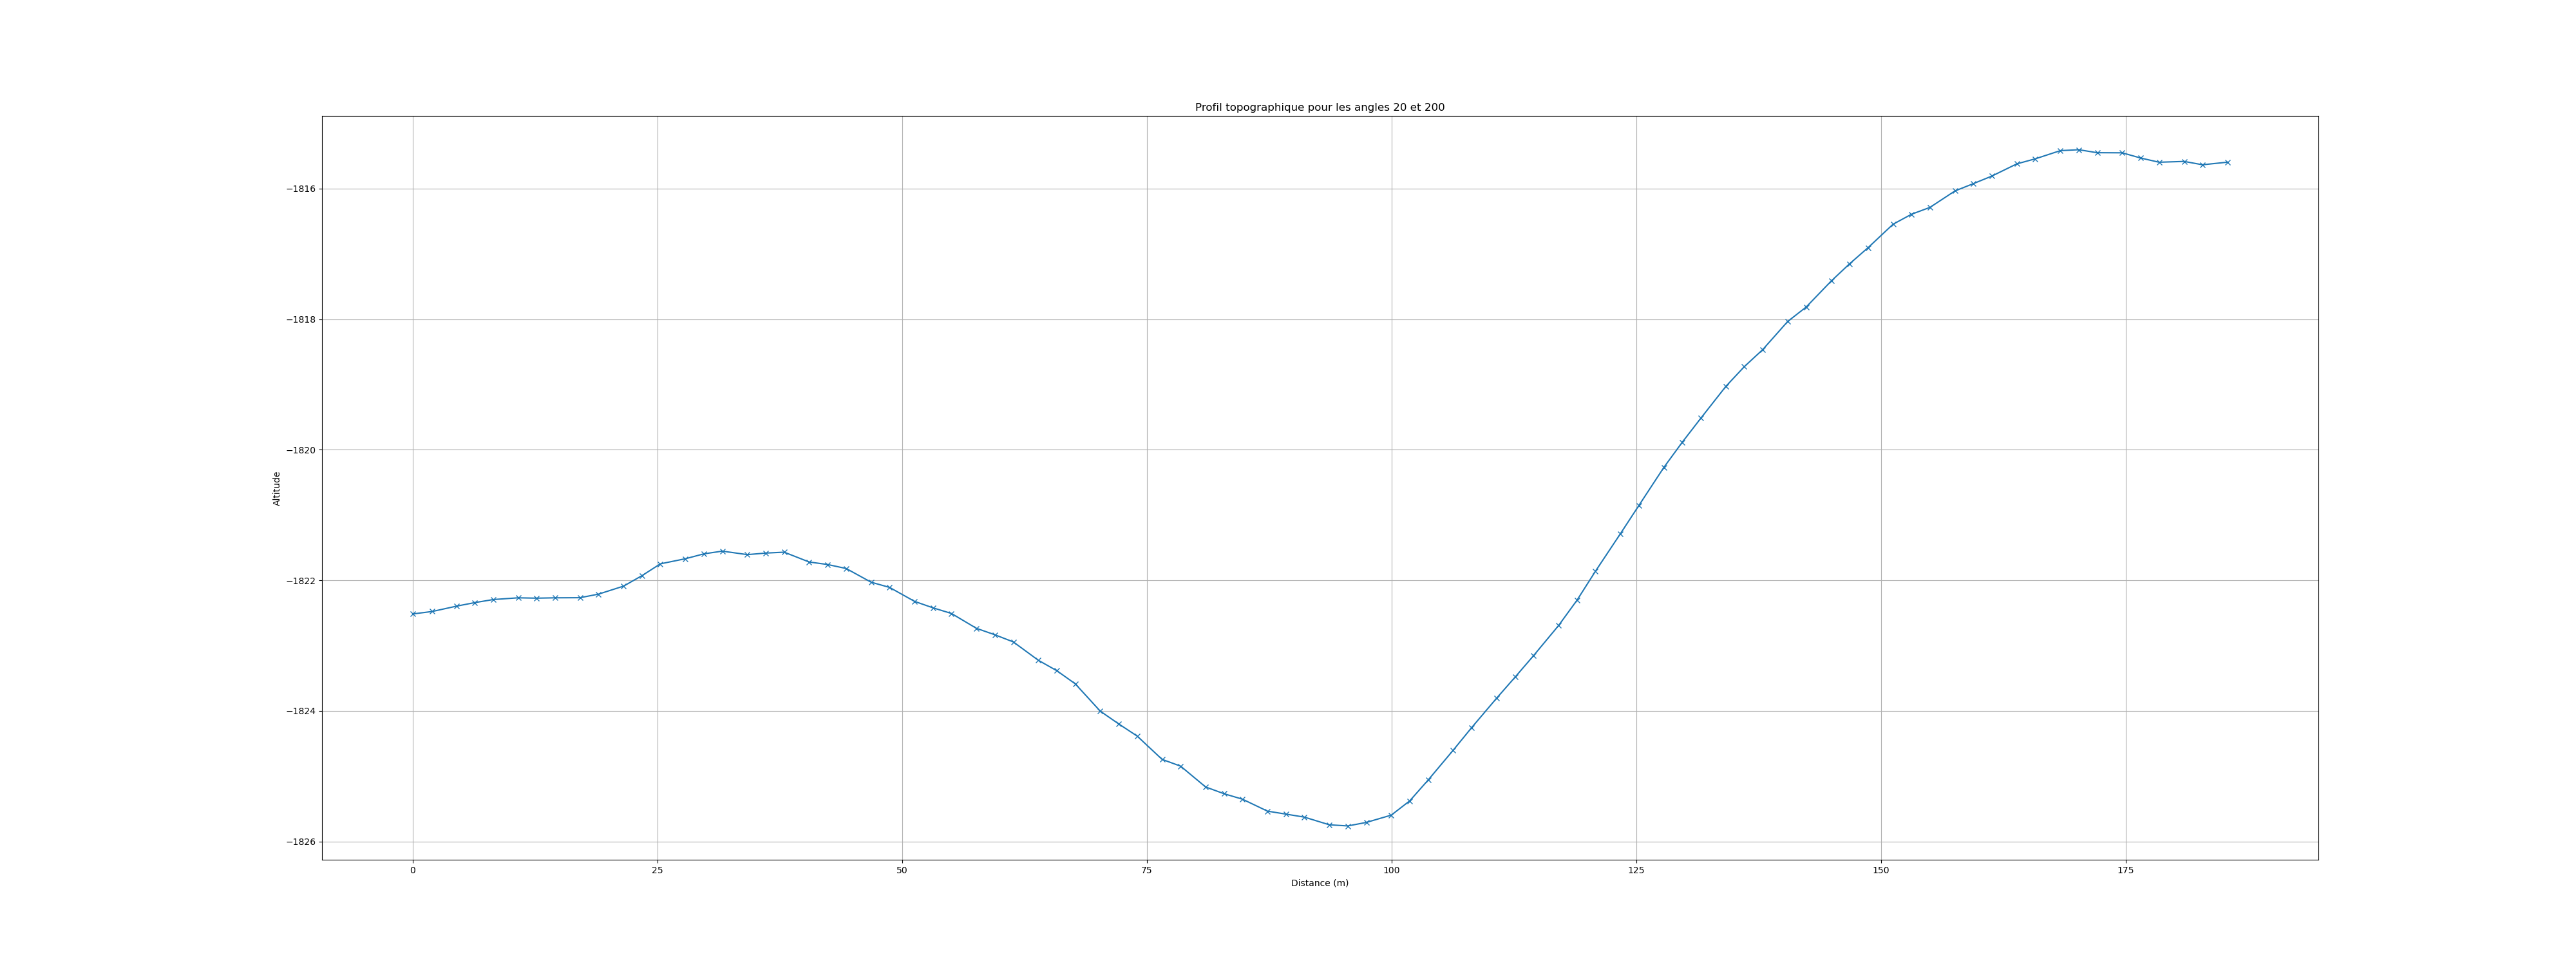 Profil topographique pour les angles 20 et 200
Altitude
−1816
−1818
−1820
−1822
−1824
−1826
0 25 50 75 100 125 150 175
Distance (m)